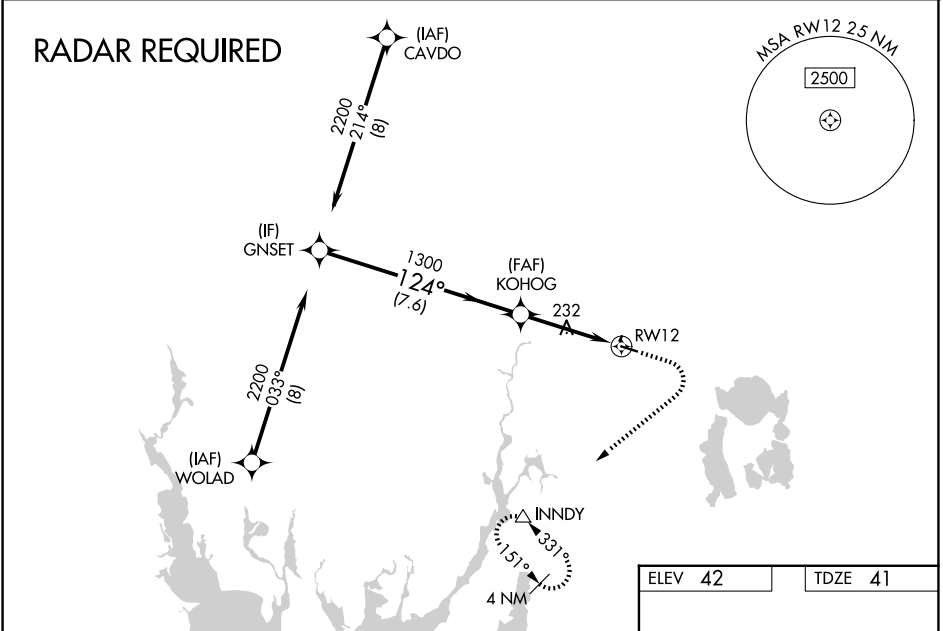 RADAR REQUIRED
(IAF)
CAVDO
MSA RW12 25 NM
2500
2200
214°
(8)
(IF)
GNSET
1300
124°
(7.6)
(FAF)
KOHOG
232
RW12
2200
033°
(8)
(IAF)
WOLAD
INNDY
331°
151°
4 NM
ELEV 42
TDZE 41